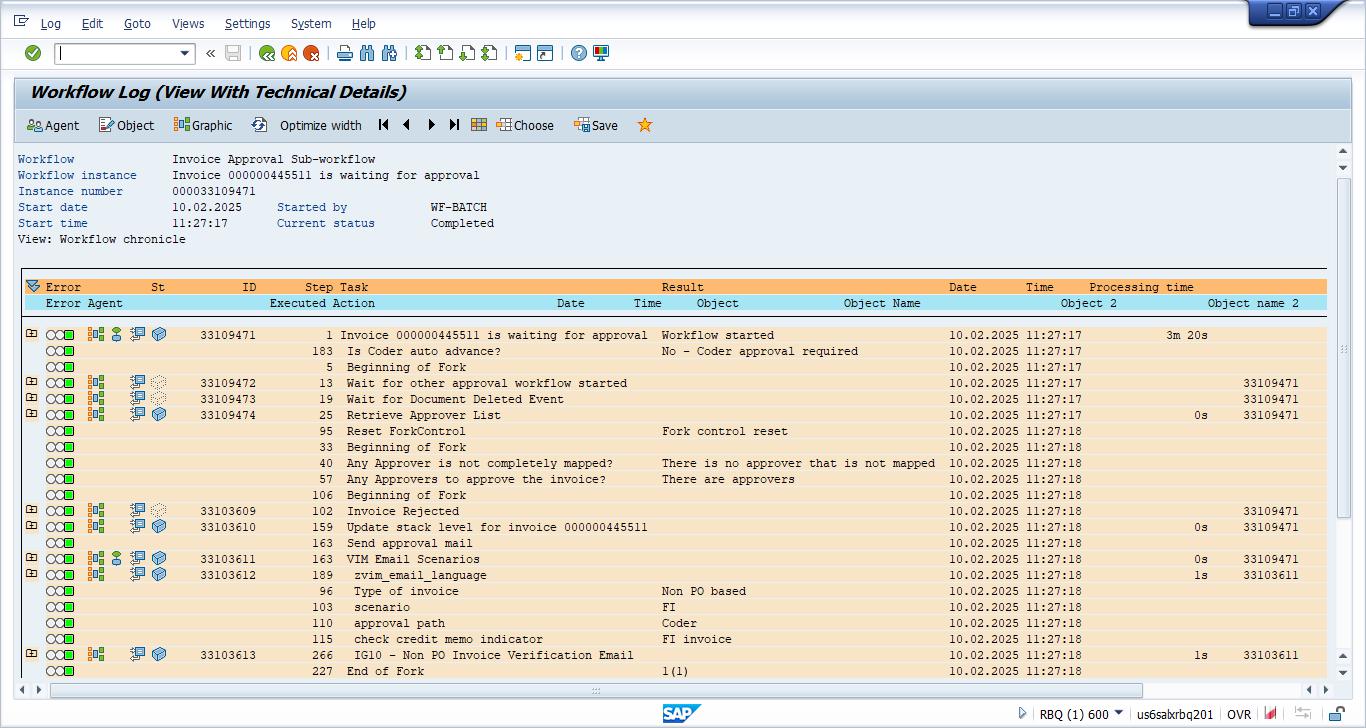 Log Edit Goto Views Settings System Help
Workflow Log (View With Technical Details)
Agent Object Graphic Optimize width Choose Save
Workflow Invoice Approval Sub-workflow
Workflow instance Invoice 000000445511 is waiting for approval
Instance number 000033109471
Start date 10.02.2025 Started by WF-BATCH
Start time 11:27:17 Current status Completed
View: Workflow chronicle
Error St ID Step Task Result Date Time Processing time
Error Agent Executed Action Date Time Object Object Name Object 2 Object name 2
33109471 1 Invoice 000000445511 is waiting for approval Workflow started 10.02.2025 11:27:17 3m 20s
183 Is Coder auto advance? No - Coder approval required 10.02.2025 11:27:17
5 Beginning of Fork 10.02.2025 11:27:17
33109472 13 Wait for other approval workflow started 10.02.2025 11:27:17 33109471
33109473 19 Wait for Document Deleted Event 10.02.2025 11:27:17 33109471
33109474 25 Retrieve Approver List 10.02.2025 11:27:17 0s 33109471
95 Reset ForkControl Fork control reset 10.02.2025 11:27:18
33 Beginning of Fork 10.02.2025 11:27:18
40 Any Approver is not completely mapped? There is no approver that is not mapped 10.02.2025 11:27:18
57 Any Approvers to approve the invoice? There are approvers 10.02.2025 11:27:18
106 Beginning of Fork 10.02.2025 11:27:18
33103609 102 Invoice Rejected 10.02.2025 11:27:18 33109471
33103610 159 Update stack level for invoice 000000445511 10.02.2025 11:27:18 0s 33109471
163 Send approval mail 10.02.2025 11:27:18
33103611 163 VIM Email Scenarios 10.02.2025 11:27:18 0s 33109471
33103612 189 zvim_email_language 10.02.2025 11:27:18 1s 33103611
96 Type of invoice Non PO based 10.02.2025 11:27:18
103 scenario FI 10.02.2025 11:27:18
110 approval path Coder 10.02.2025 11:27:18
115 check credit memo indicator FI invoice 10.02.2025 11:27:18
33103613 266 IG10 - Non PO Invoice Verification Email 10.02.2025 11:27:18 1s 33103611
227 End of Fork 1(1) 10.02.2025 11:27:18
SAP RBQ (1) 600 us6salxrbq201 OVR